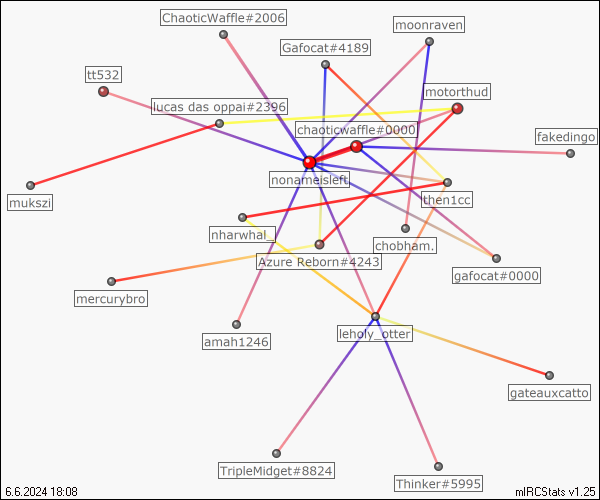 ChaoticWaffle#2006
moonraven
Gafocat#4189
tt532
motorthud
lucas das oppai#2396
chaoticwaffle#0000
fakedingo
nonameisleft
then1cc
mukszi
nharwhal_
chobham.
Azure Reborn#4243
gafocat#0000
mercurybro
amah1246
leholy_otter
gateauxcatto
TripleMidget#8824
Thinker#5995
6.6.2024 18:08
mIRCStats v1.25